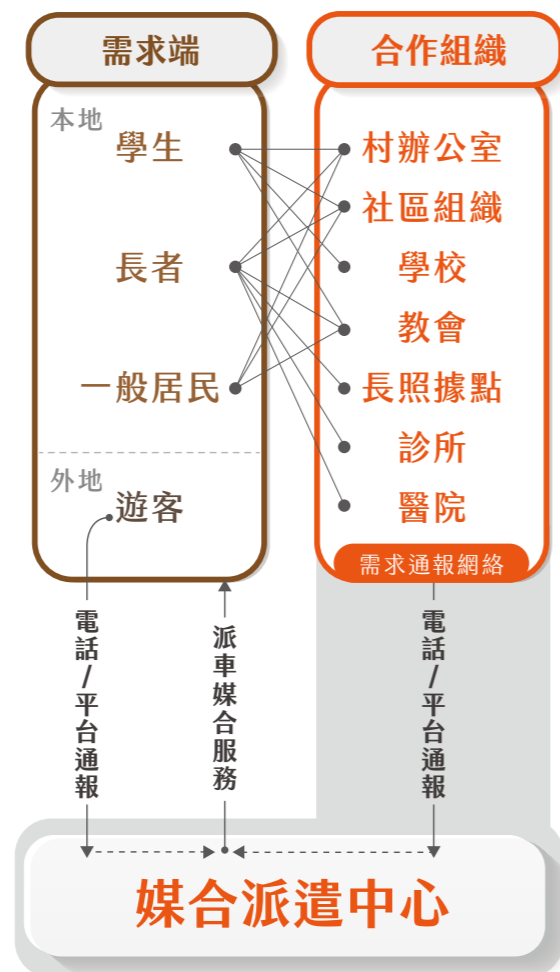 需求端
本地
學生
長者
一般居民
外地
遊客
合作組織
村辦公室
社區組織
學校
教會
長照據點
診所
醫院
需求通報網絡
電話/平台通報
派車媒合服務
電話/平台通報
媒合派遣中心